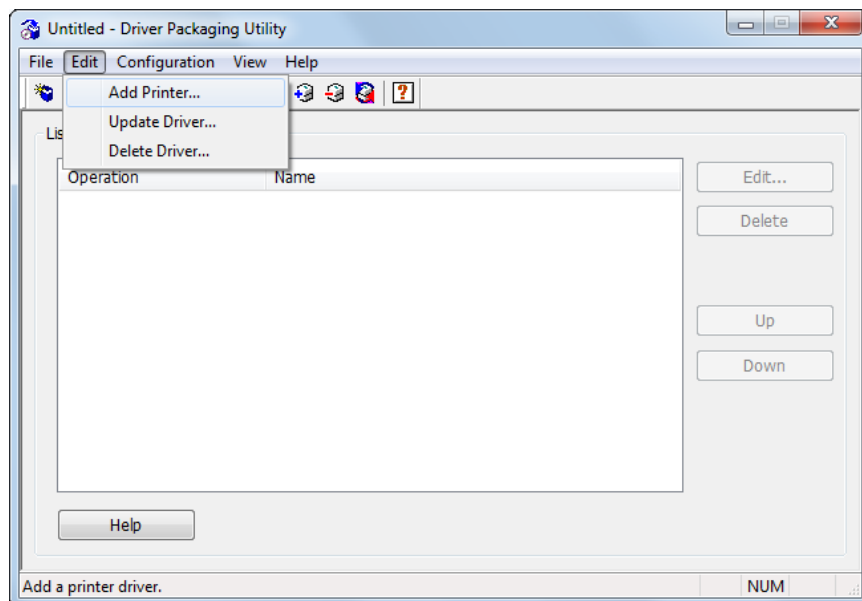 Untitled - Driver Packaging Utility
File Edit Configuration View Help
Add Printer...
Update Driver...
Delete Driver...
Operation Name
Edit...
Delete
Up
Down
Help
Add a printer driver. NUM